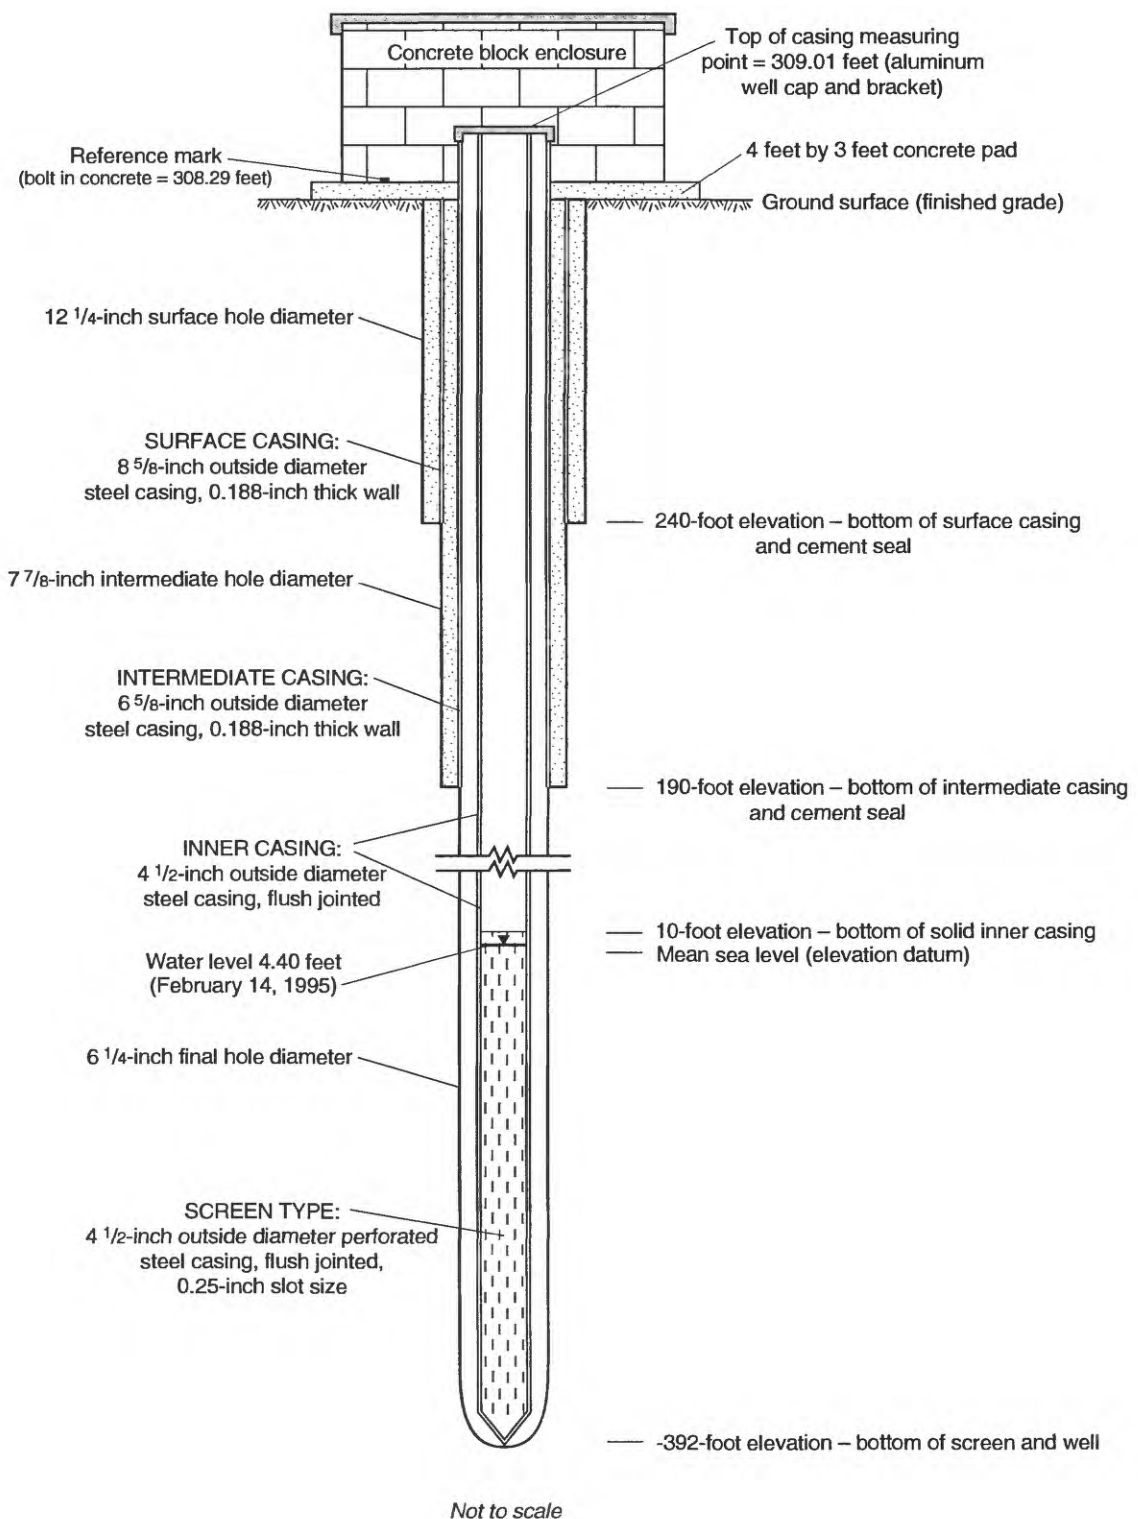 Concrete block enclosure
Top of casing measuring
point = 309.01 feet (aluminum
well cap and bracket)
Reference mark
(bolt in concrete = 308.29 feet)
4 feet by 3 feet concrete pad
Ground surface (finished grade)
12 1/4-inch surface hole diameter
SURFACE CASING:
8 5/8-inch outside diameter
steel casing, 0.188-inch thick wall
240-foot elevation – bottom of surface casing
and cement seal
7 7/8-inch intermediate hole diameter
INTERMEDIATE CASING:
6 5/8-inch outside diameter
steel casing, 0.188-inch thick wall
190-foot elevation – bottom of intermediate casing
and cement seal
INNER CASING:
4 1/2-inch outside diameter
steel casing, flush jointed
10-foot elevation – bottom of solid inner casing
Mean sea level (elevation datum)
Water level 4.40 feet
(February 14, 1995)
6 1/4-inch final hole diameter
SCREEN TYPE:
4 1/2-inch outside diameter perforated
steel casing, flush jointed,
0.25-inch slot size
-392-foot elevation – bottom of screen and well
Not to scale